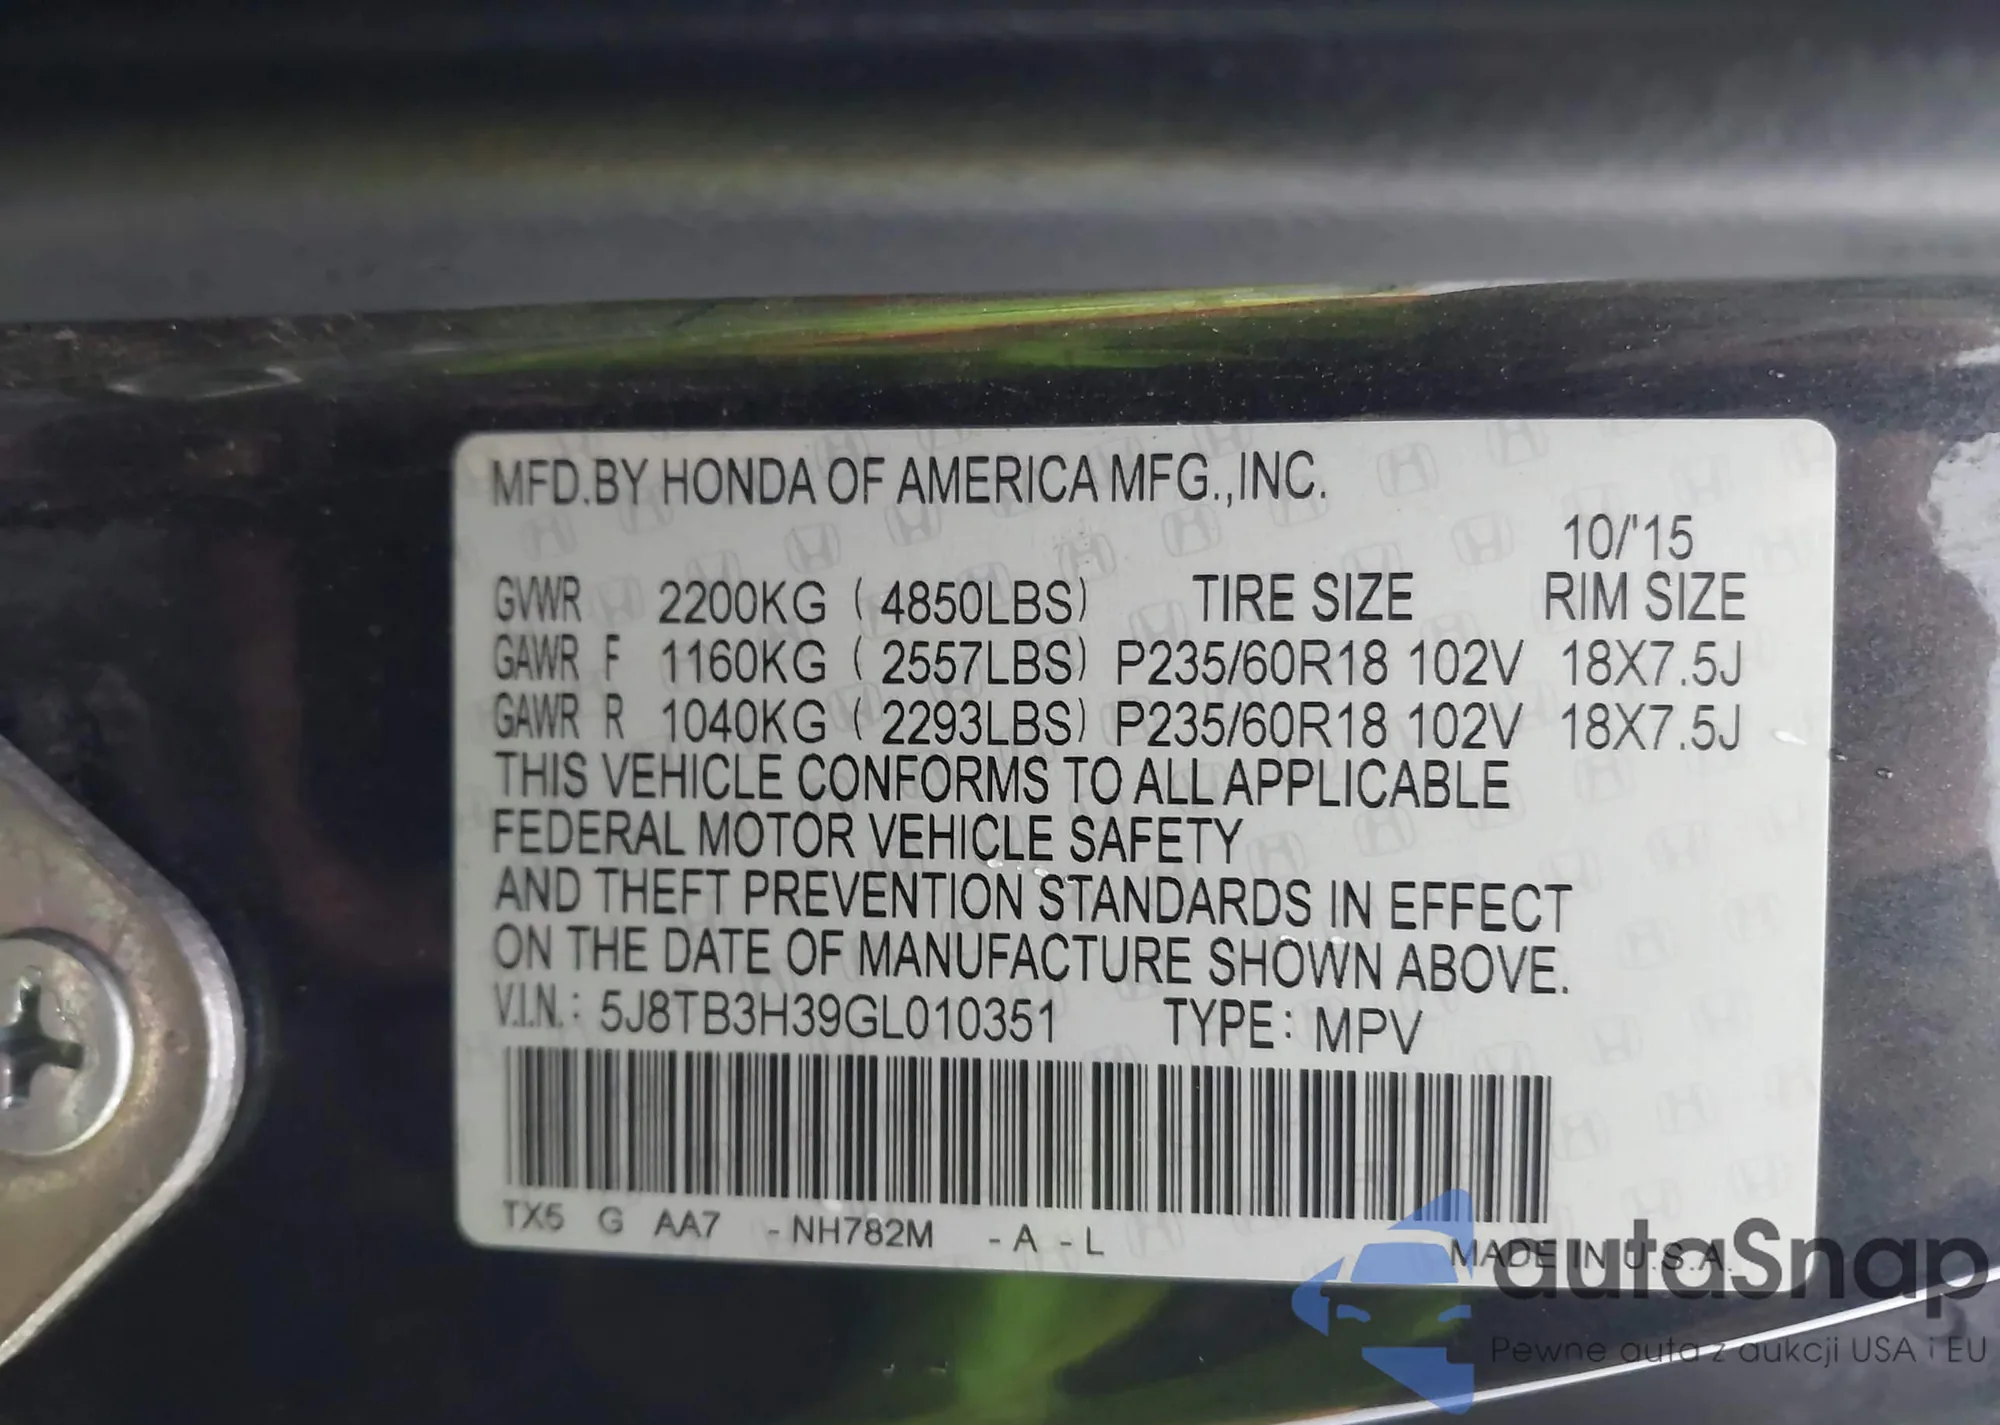 MFD.BY HONDA OF AMERICA MFG.,INC.
10/'15
GVWR 2200KG ( 4850LBS) TIRE SIZE RIM SIZE
GAWR F 1160KG ( 2557LBS) P235/60R18 102V 18X7.5J
GAWR R 1040KG ( 2293LBS) P235/60R18 102V 18X7.5J
THIS VEHICLE CONFORMS TO ALL APPLICABLE
FEDERAL MOTOR VEHICLE SAFETY
AND THEFT PREVENTION STANDARDS IN EFFECT
ON THE DATE OF MANUFACTURE SHOWN ABOVE.
V.I.N.: 5J8TB3H39GL010351 TYPE: MPV
TX5 G AA7 -NH782M -A -L
MADE IN U.S.A.
autaSnap
Pewne auta z aukcji USA i EU